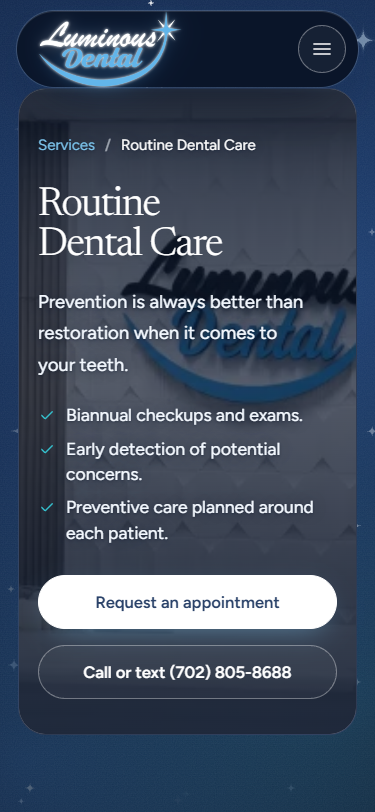 Luminous
Dental
Services / Routine Dental Care
Routine
Dental Care
Luminous
Dental
Prevention is always better than
restoration when it comes to
your teeth.
Biannual checkups and exams.
Early detection of potential
concerns.
Preventive care planned around
each patient.
Request an appointment
Call or text (702) 805-8688